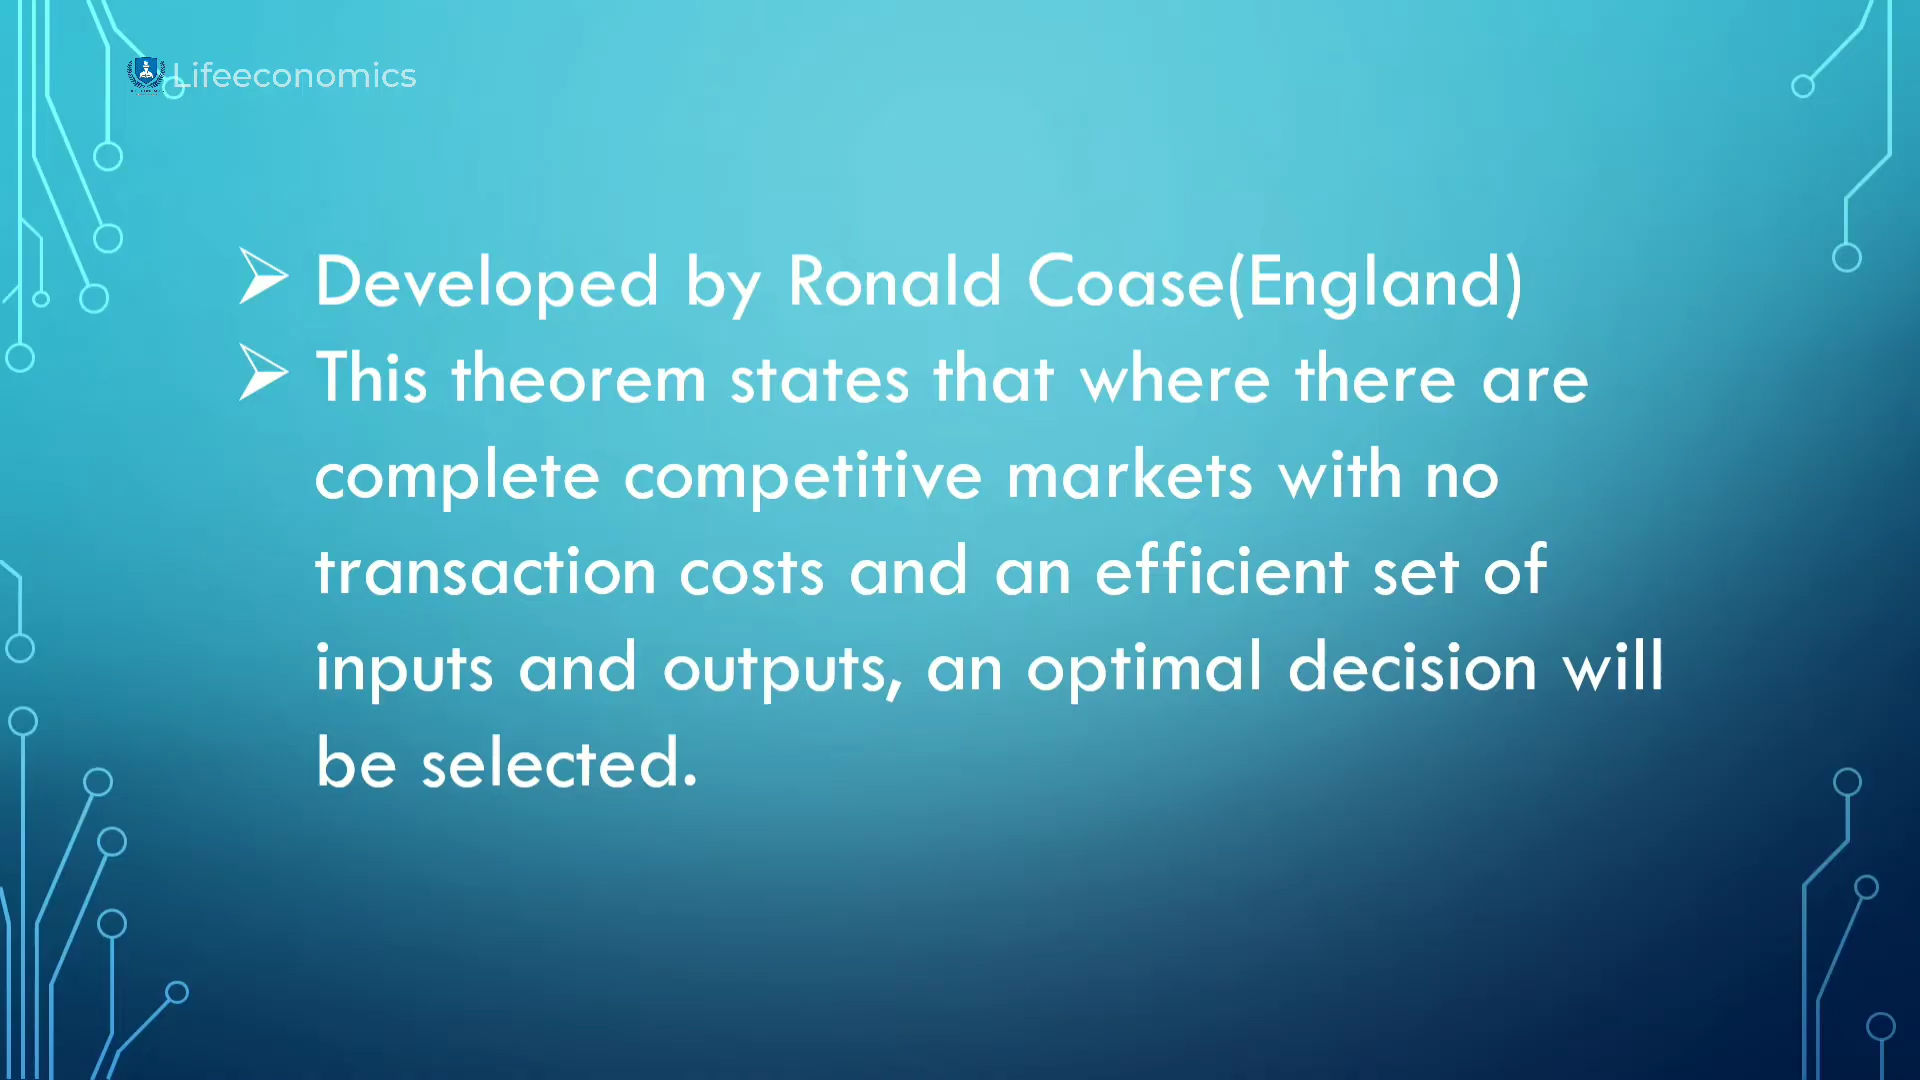 Lifeeconomics
➢ Developed by Ronald Coase(England)
➢ This theorem states that where there are
complete competitive markets with no
transaction costs and an efficient set of
inputs and outputs, an optimal decision will
be selected.